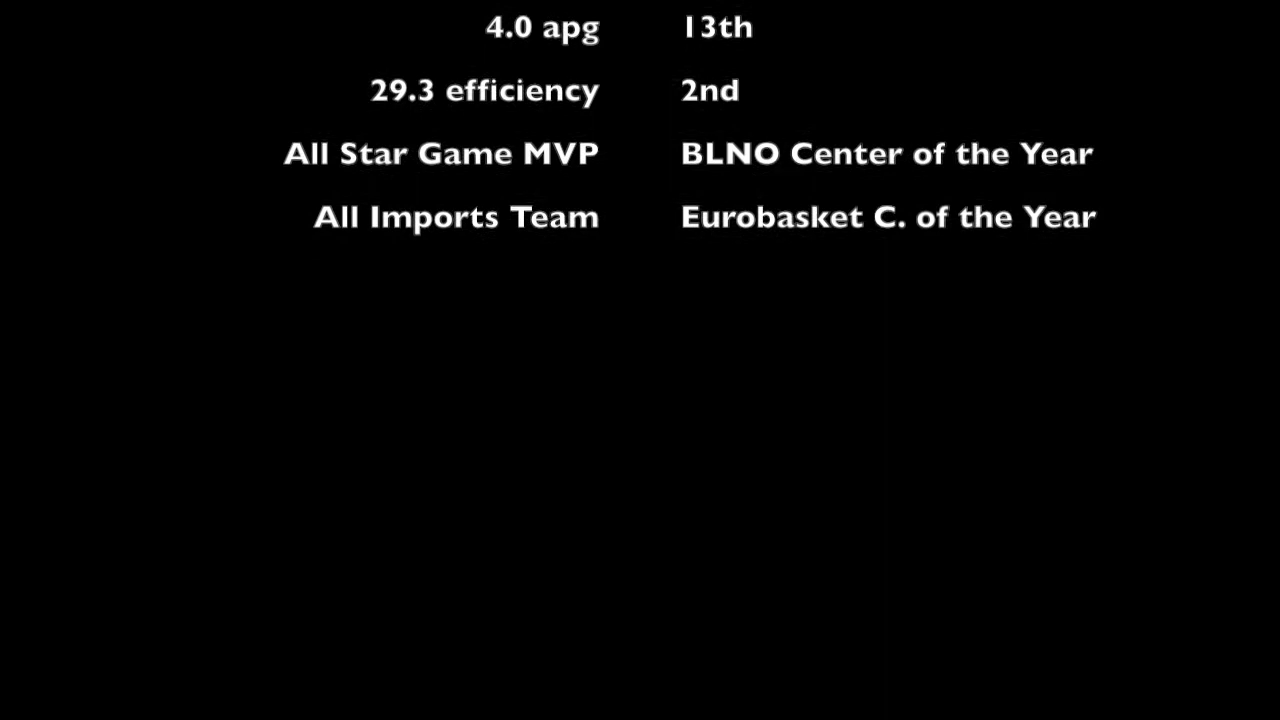 4.0 apg 13th
29.3 efficiency 2nd
All Star Game MVP BLNO Center of the Year
All Imports Team Eurobasket C. of the Year